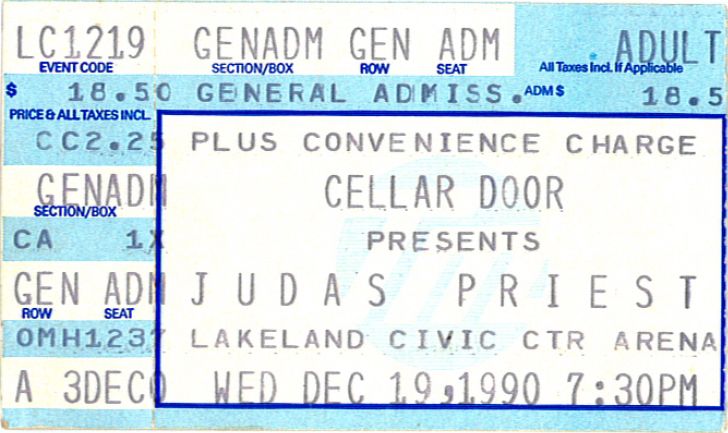 LC1219 GENADM GEN ADM ADULT
EVENT CODE SECTION/BOX ROW SEAT All Taxes Incl. If Applicable
$ 18.50 GENERAL ADMISS. ADM$ 18.5
PRICE & ALL TAXES INCL.
CC2.25 PLUS CONVENIENCE CHARGE
GENADM CELLAR DOOR
SECTION/BOX
CA 1X PRESENTS
GEN ADM JUDAS PRIEST
ROW SEAT
OMH1237 LAKELAND CIVIC CTR ARENA
A 3DEC0 WED DEC 19,1990 7:30PM